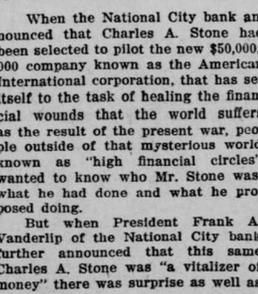 When the National City bank an-
nounced that Charles A. Stone had
been selected to pilot the new $50,000,
000 company known as the American
International corporation, that has set
itself to the task of healing the finan-
cial wounds that the world suffers
as the result of the present war, peo-
ple outside of that mysterious world
known as "high financial circles"
wanted to know who Mr. Stone was,
what he had done and what he pro-
posed doing.
But when President Frank A.
Vanderlip of the National City bank
further announced that this same
Charles A. Stone was "a vitalizer of
money" there was surprise as well as